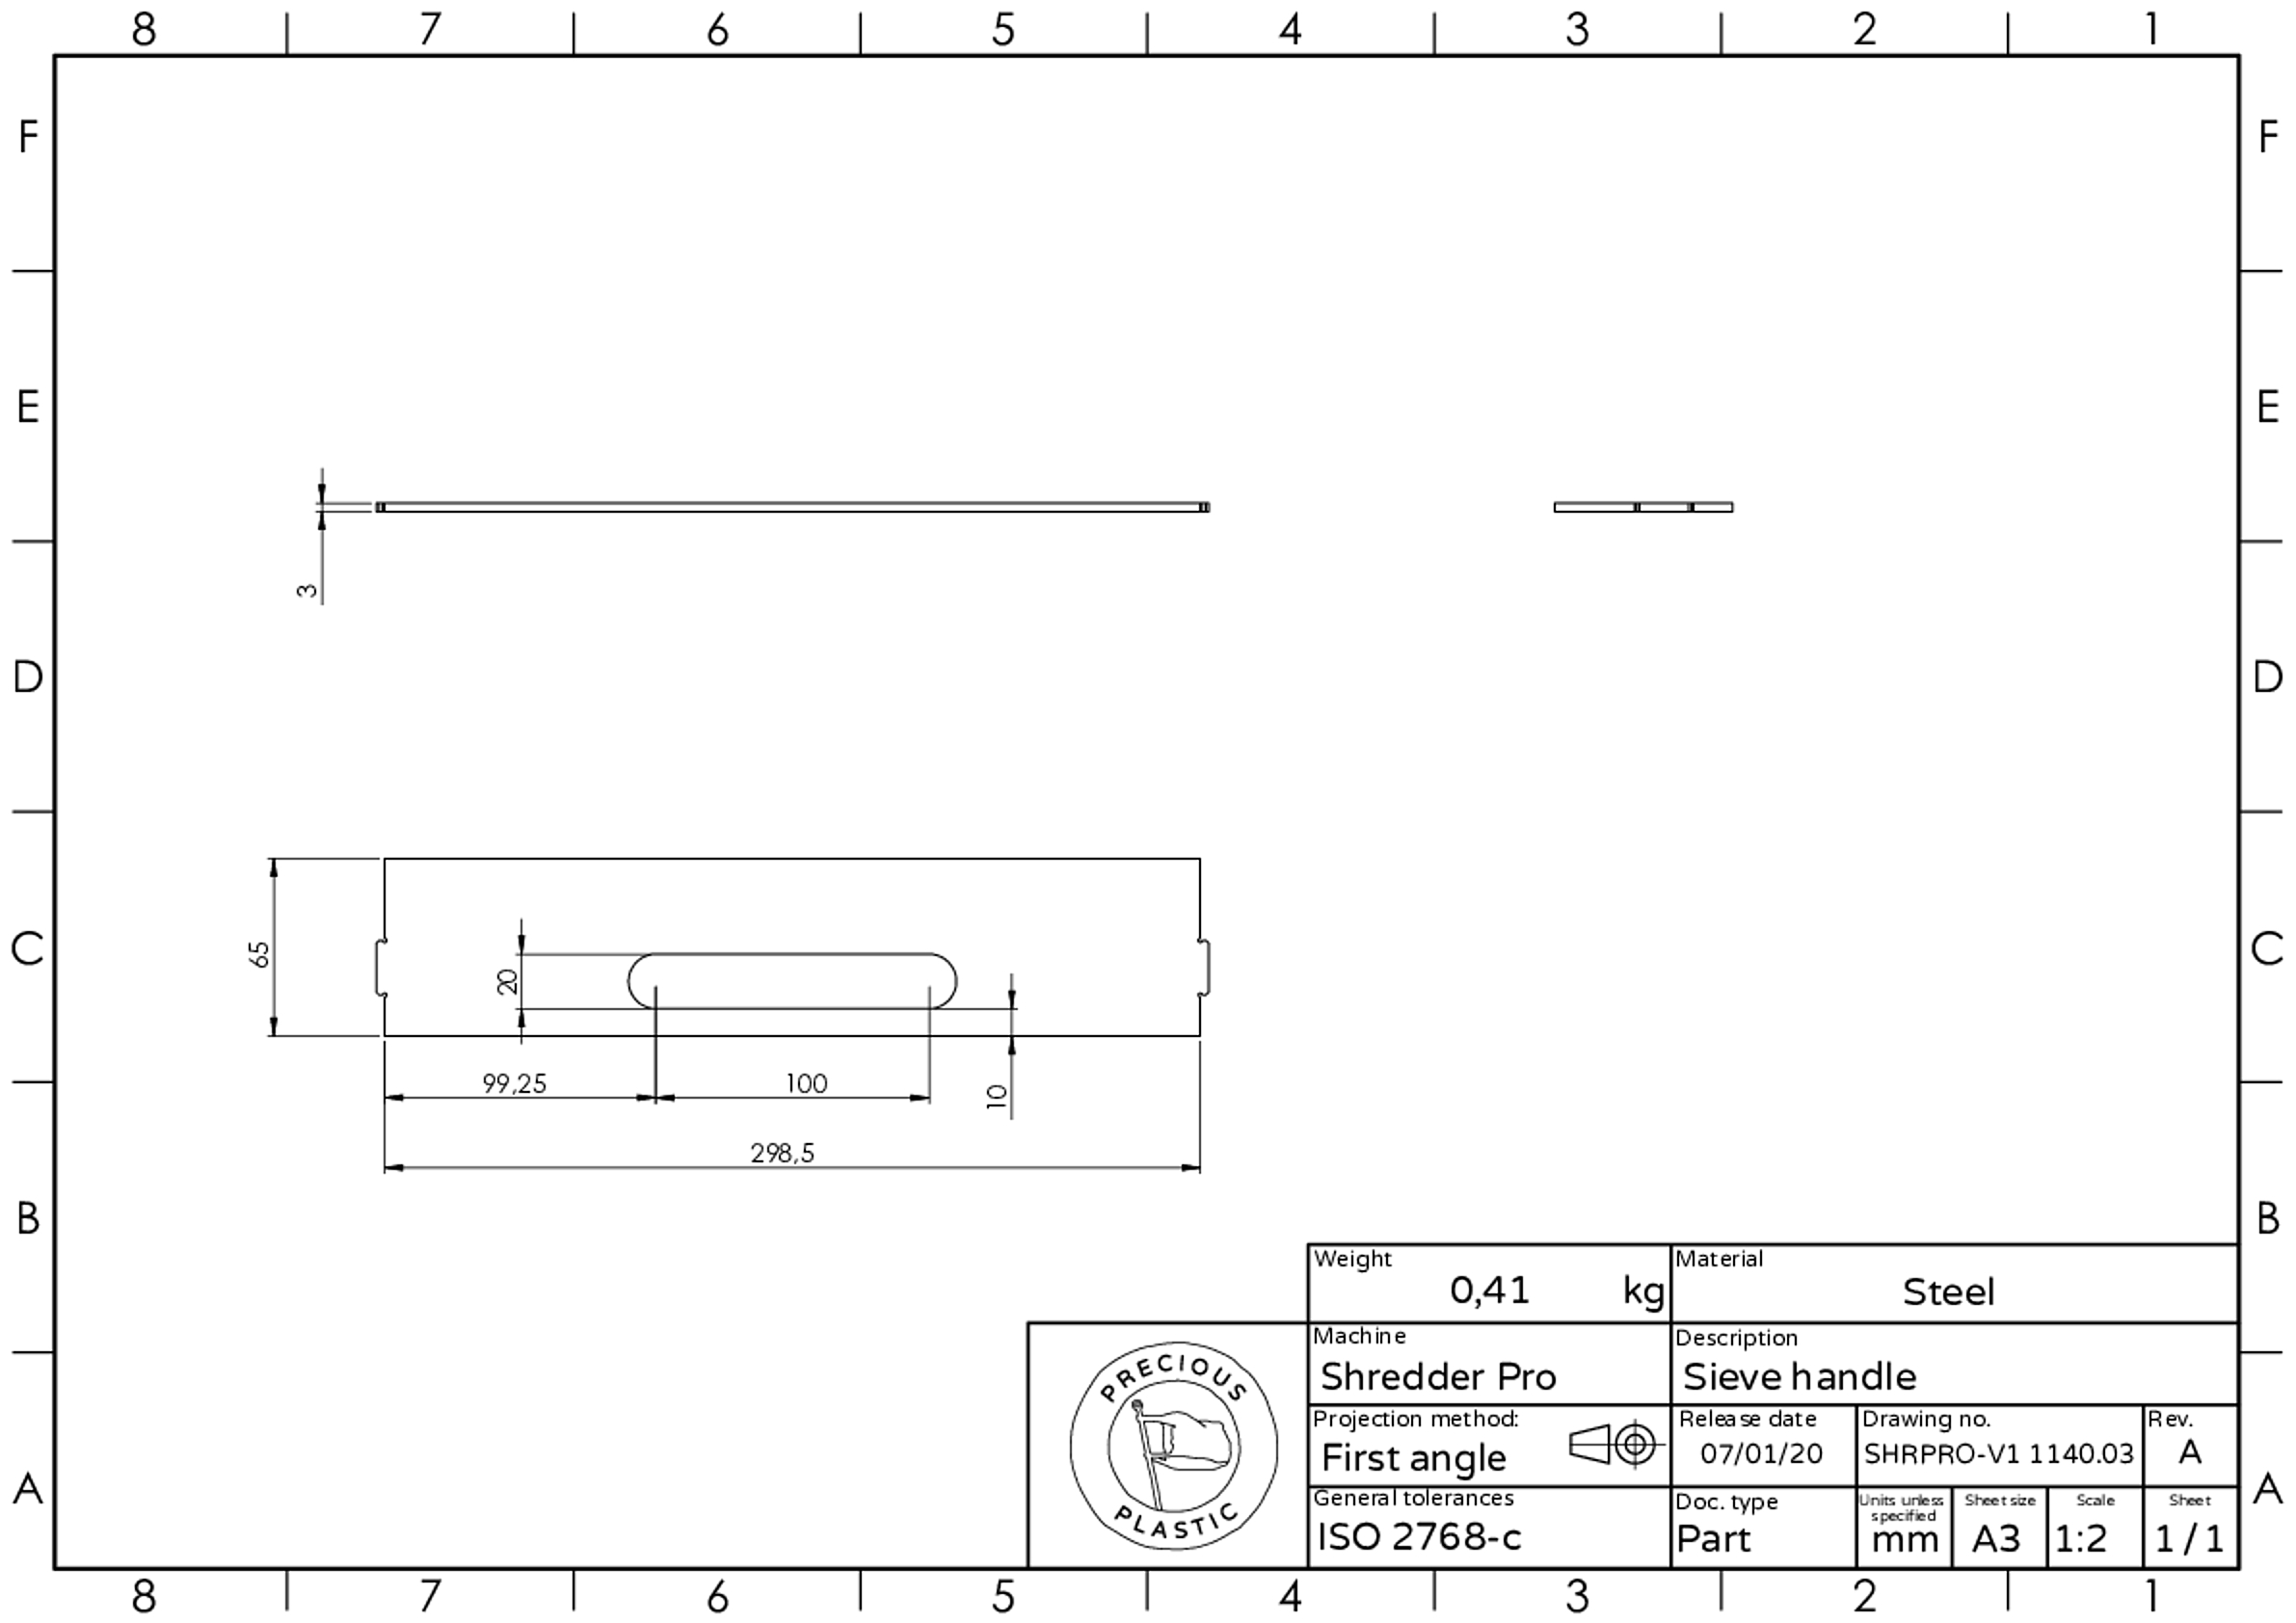 8 7 6 5 4 3 2 1
F F
E E
3
D D
C C
65
20
99,25 100 10
298,5
B B
Weight Material
0,41 kg Steel
Machine Description
Shredder Pro Sieve handle
PRECIOUS
PLASTIC
Projection method: Release date Drawing no. Rev.
First angle 07/01/20 SHRPRO-V1 1140.03 A
A A
General tolerances Doc. type Units unless specified Sheet size Scale Sheet
ISO 2768-c Part mm A3 1:2 1 / 1
8 7 6 5 4 3 2 1